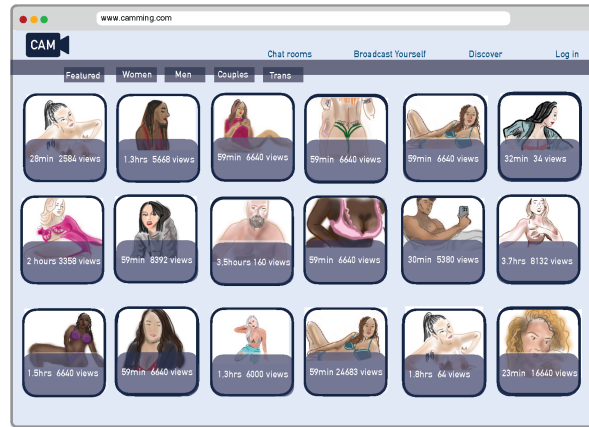 www.camming.com
CAM
Chat rooms Broadcast Yourself Discover Log in
Featured Women Men Couples Trans
28min 2584 views 1.3hrs 5668 views 59min 6640 views 59min 6640 views 59min 6640 views 32min 34 views
2 hours 3358 views 59min 8392 views 3,5hours 160 views 59min 6640 views 30min 5380 views 3.7hrs 8132 views
1.5hrs 6640 views 59min 6640 views 1.3hrs 6000 views 59min 24683 views 1.8hrs 64 views 23min 16640 views